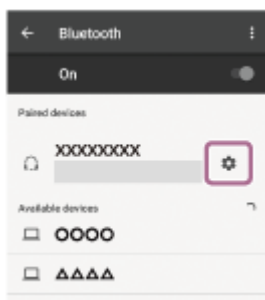 Bluetooth
On
Paired devices
XXXXXXXX
Available devices
OOOO
ΔΔΔΔ